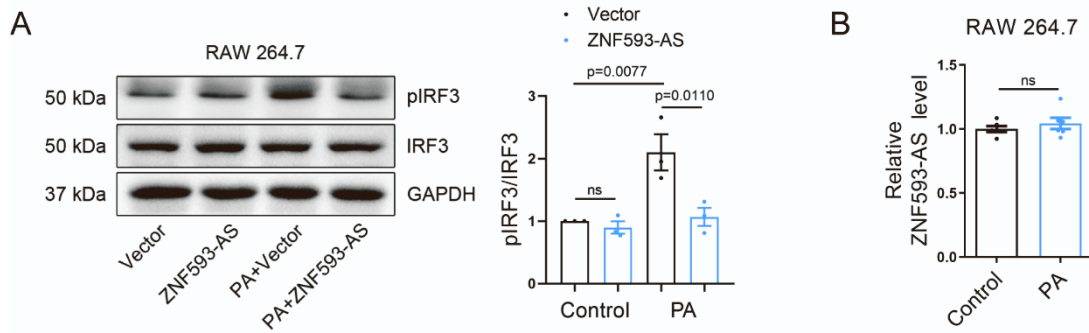 A
RAW 264.7
50 kDa
pIRF3
50 kDa
IRF3
37 kDa
GAPDH
Vector
ZNF593-AS
PA+Vector
PA+ZNF593-AS
Vector
ZNF593-AS
pIRF3/IRF3
3
2
1
0
p=0.0077
p=0.0110
ns
Control
PA
B
RAW 264.7
Relative
ZNF593-AS level
1.5
1.0
0.5
0.0
ns
Control
PA